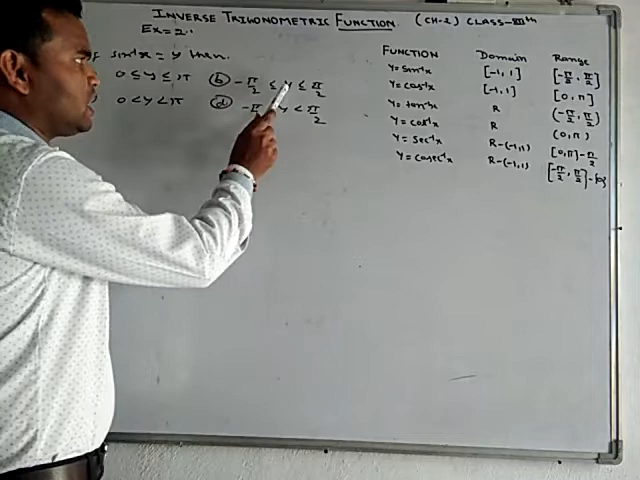 INVERSE TRIGONOMETRIC FUNCTION (CH-2) CLASS-XIIth
Ex=2.
sin⁻¹x = y then.
0 ≤ y ≤ π (b) -π/2 ≤ y ≤ π/2
0 < y < π (d) -π/2 y < π/2
FUNCTION Domain Range
Y = sin⁻¹x [-1, 1] [-π/2, π/2]
Y = cos⁻¹x [-1, 1] [0, π]
Y = tan⁻¹x R (-π/2, π/2)
Y = cot⁻¹x R (0, π)
Y = sec⁻¹x R-(-1,1) [0, π] - π/2
Y = cosec⁻¹x R-(-1,1) [-π/2, π/2] - {0}